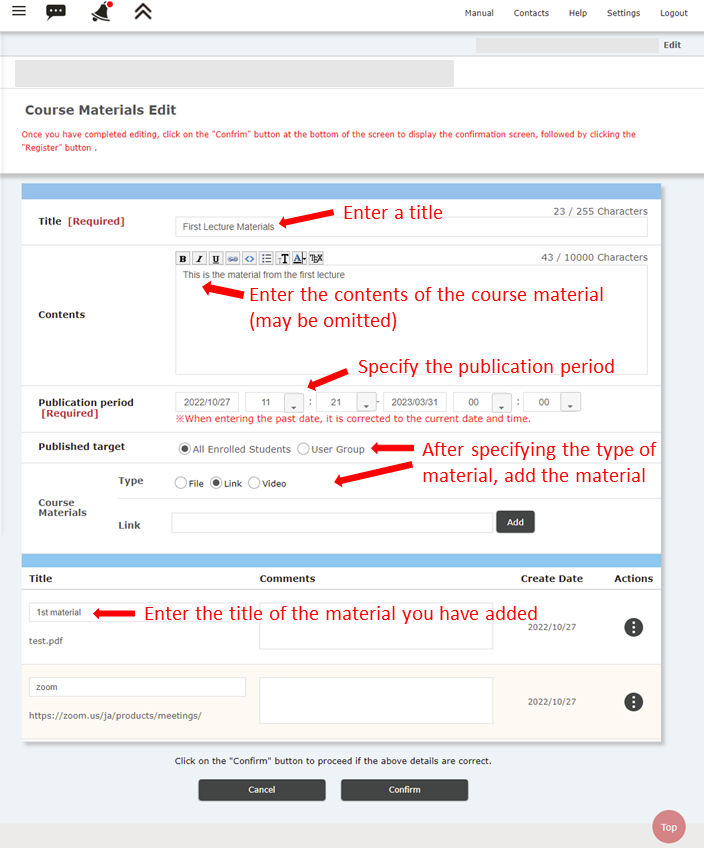 Manual Contacts Help Settings Logout
Edit
Course Materials Edit
Once you have completed editing, click on the "Confrim" button at the bottom of the screen to display the confirmation screen, followed by clicking the
"Register" button .
23 / 255 Characters
Title [Required]
First Lecture Materials
Enter a title
B I U <> T A TEX
43 / 10000 Characters
Contents
This is the material from the first lecture
Enter the contents of the course material
(may be omitted)
Specify the publication period
Publication period
[Required]
2022/10/27 11 : 21 - 2023/03/31 00 : 00
※When entering the past date, it is corrected to the current date and time.
Published target
All Enrolled Students User Group
After specifying the type of
material, add the material
Course
Materials
Type
File Link Video
Link
Add
Title Comments Create Date Actions
1st material
Enter the title of the material you have added
test.pdf
2022/10/27
zoom
https://zoom.us/ja/products/meetings/
2022/10/27
Click on the "Confirm" button to proceed if the above details are correct.
Cancel Confirm
Top